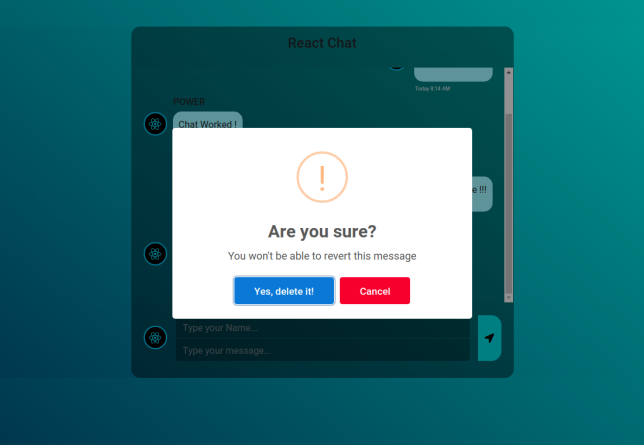 React Chat
Today 8:14 AM
POWER
Chat Worked !
e !!!
Are you sure?
You won't be able to revert this message
Yes, delete it!
Cancel
Type your Name...
Type your message...